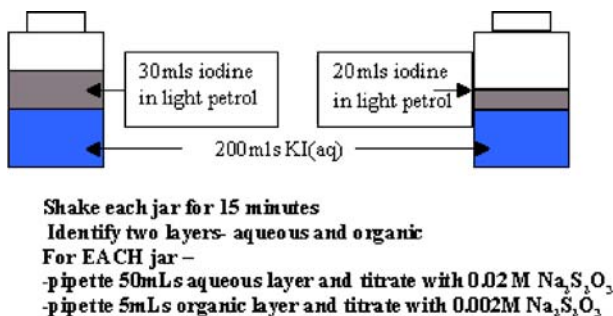 30mls iodine
in light petrol
20mls iodine
in light petrol
200mls KI(aq)
Shake each jar for 15 minutes
Identify two layers- aqueous and organic
For EACH jar –
-pipette 50mLs aqueous layer and titrate with 0.02 M Na₂S₂O₃
-pipette 5mLs organic layer and titrate with 0.002M Na₂S₂O₃